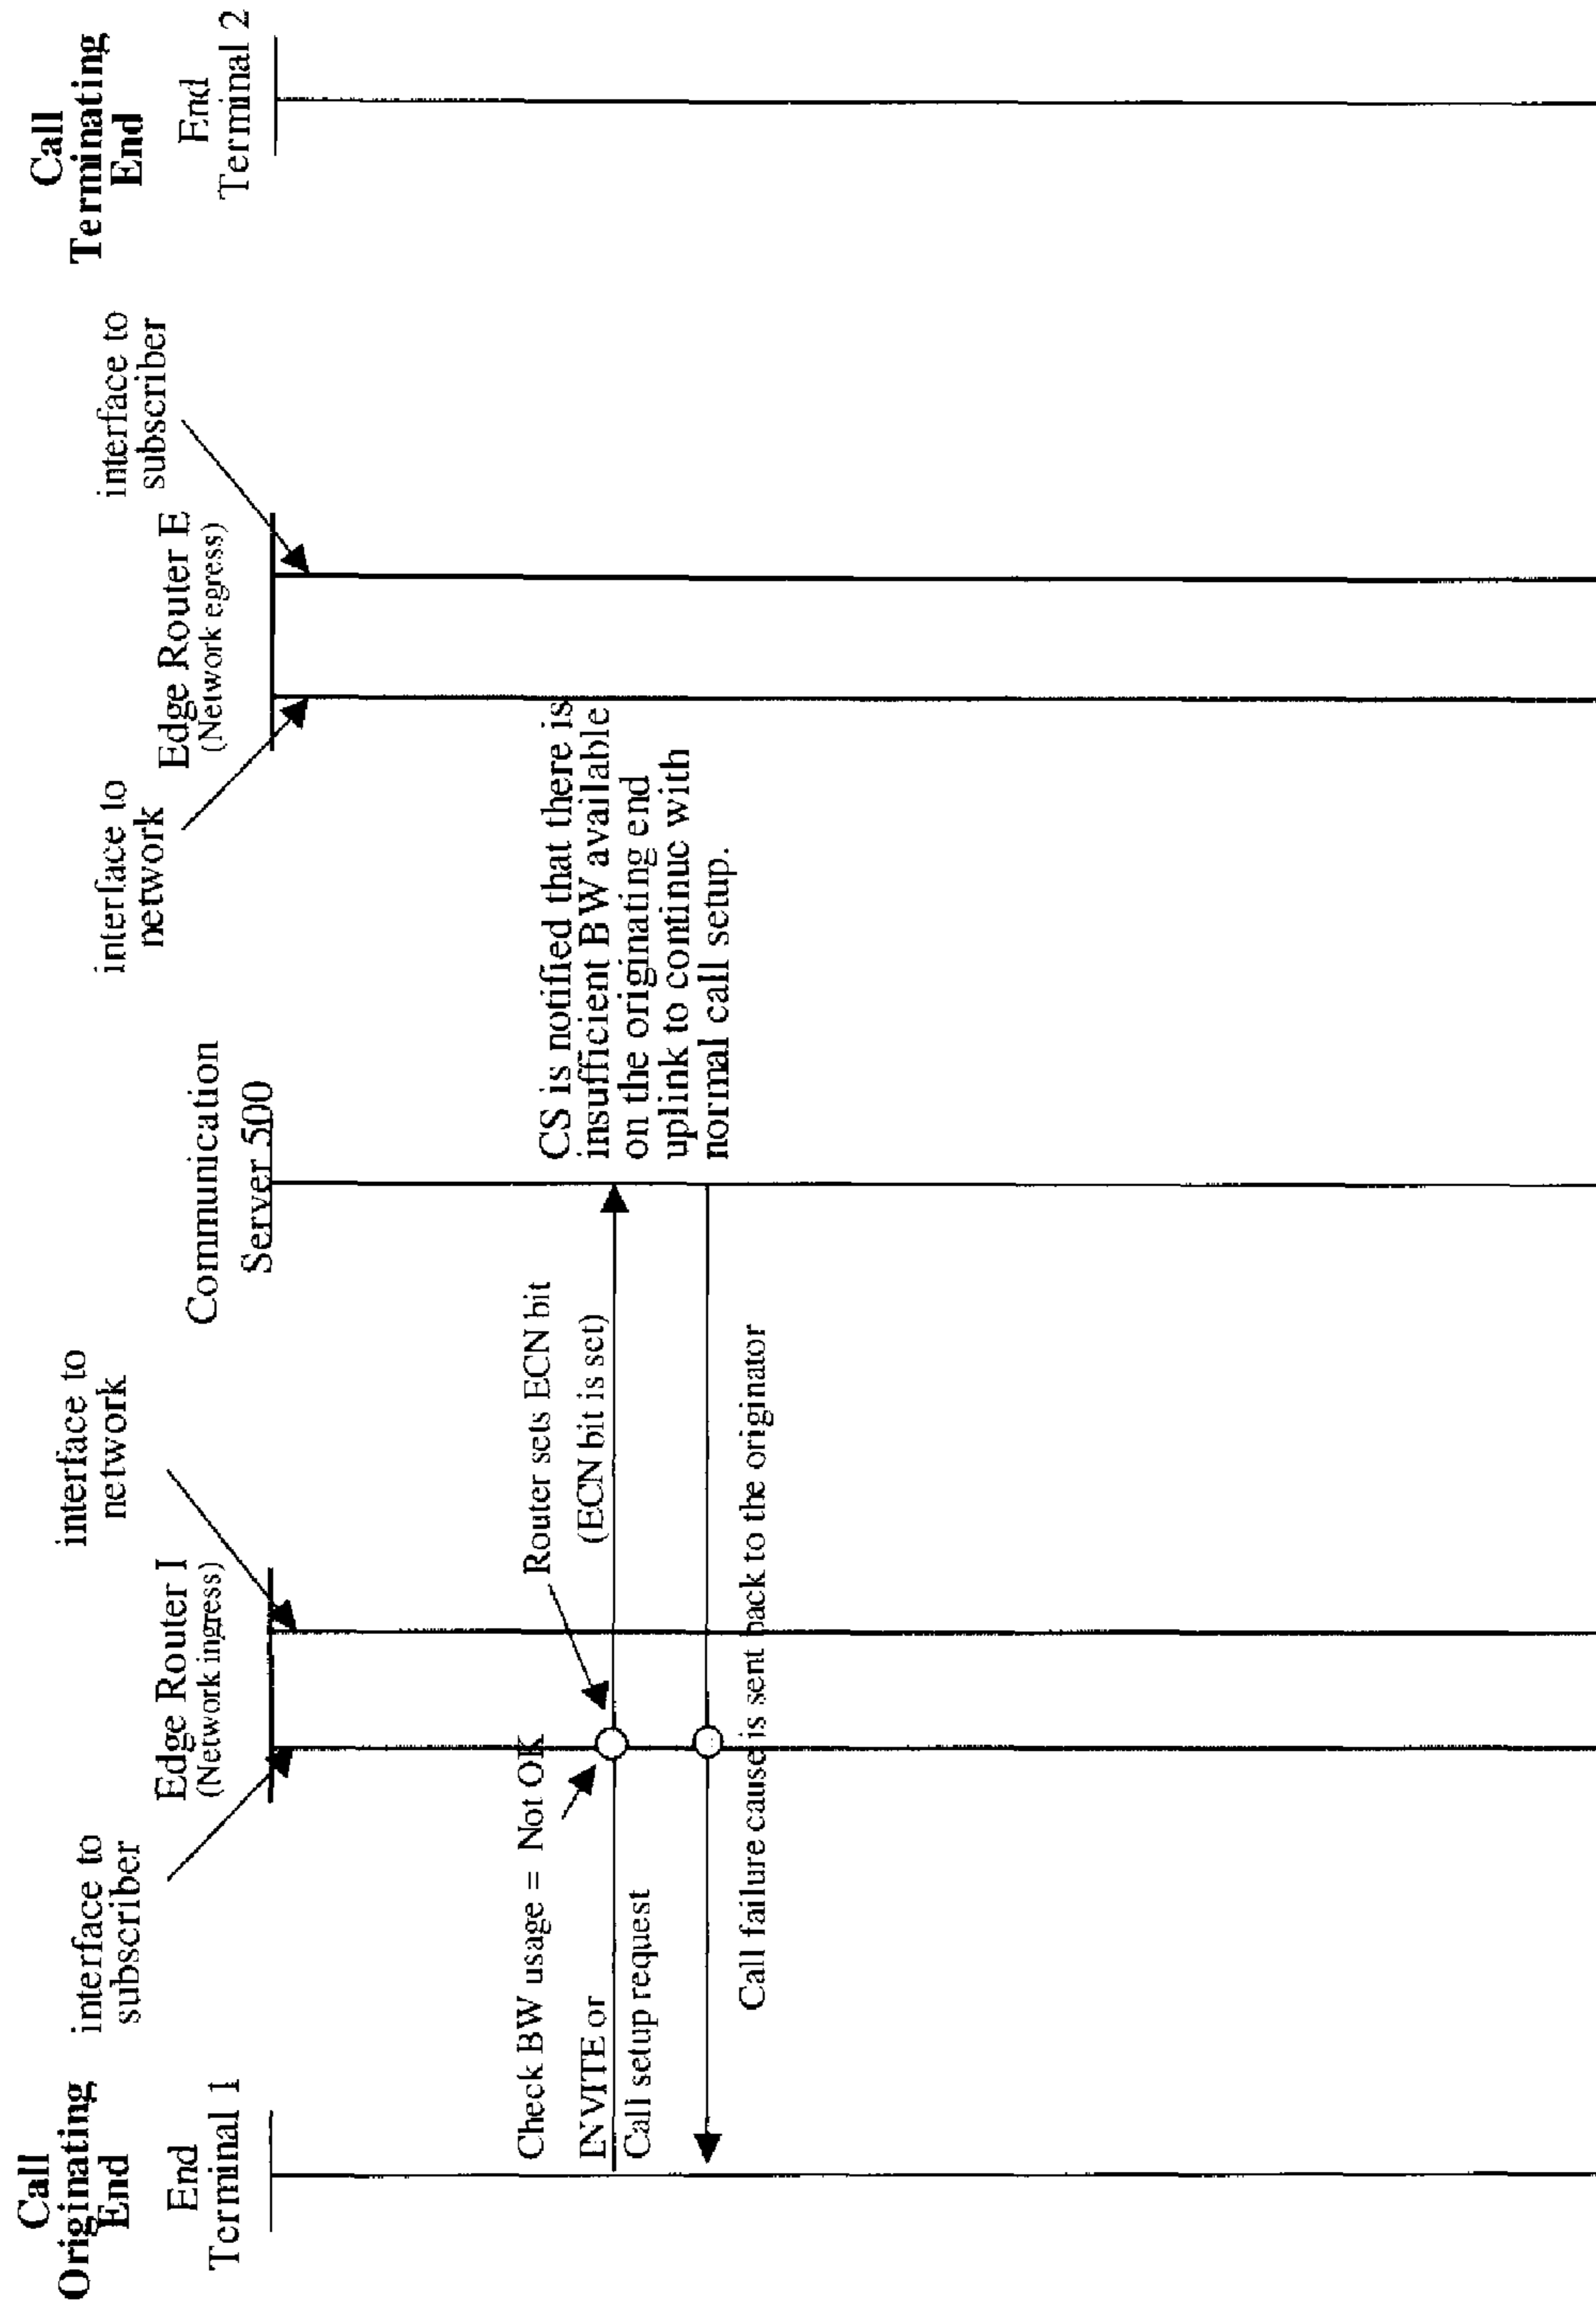 Call
Originating
End
End
Terminal 1
interface to
subscriber
Edge Router I
(Network ingress)
interface to
network
Communication
Server 500
interface to
network
Edge Router E
(Network egress)
interface to
subscriber
Call
Terminating
End
End
Terminal 2
Check BW usage = Not OK
Router sets ECN bit
INVITE or
Call setup request
(ECN bit is set)
CS is notified that there is
insufficient BW available
on the originating end
uplink to continue with
normal call setup.
Call failure cause is sent back to the originator